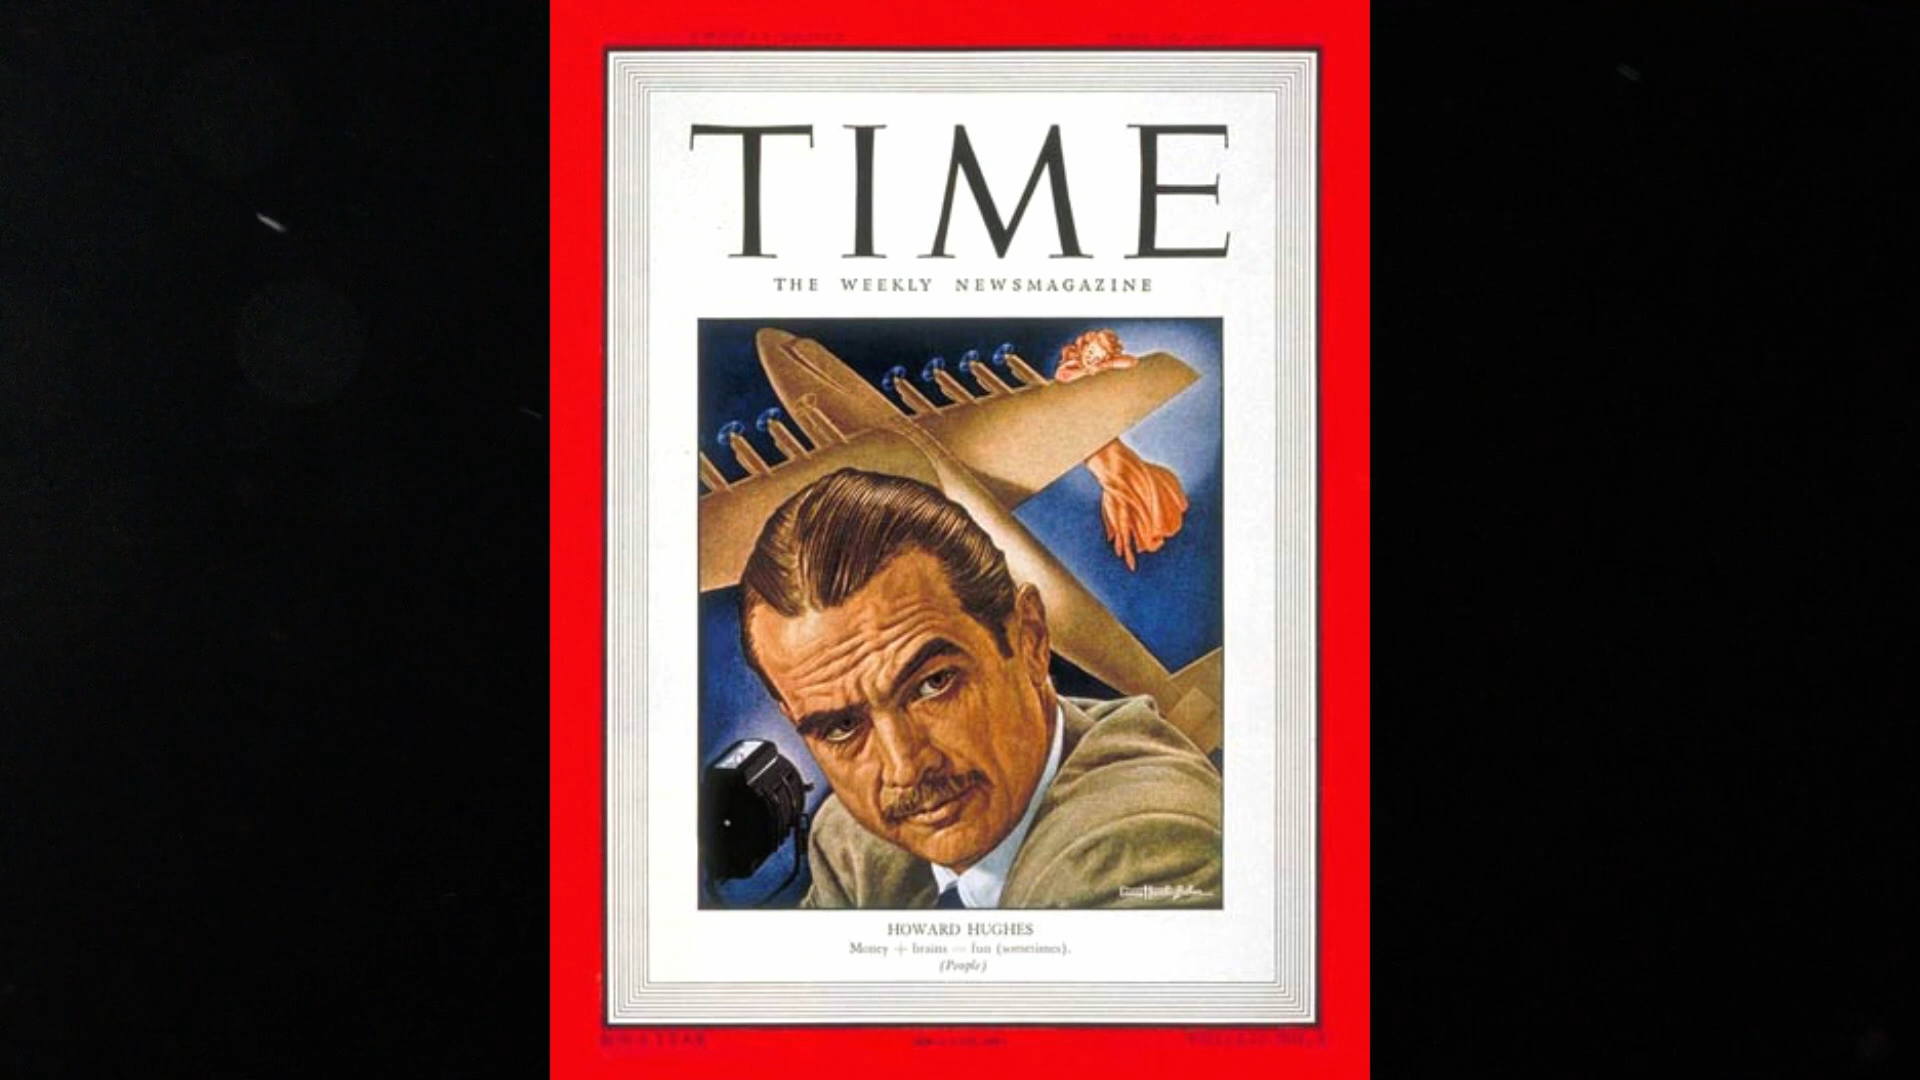 TIME
THE WEEKLY NEWSMAGAZINE
HOWARD HUGHES
Money + brains = fun (sometimes).
(People)